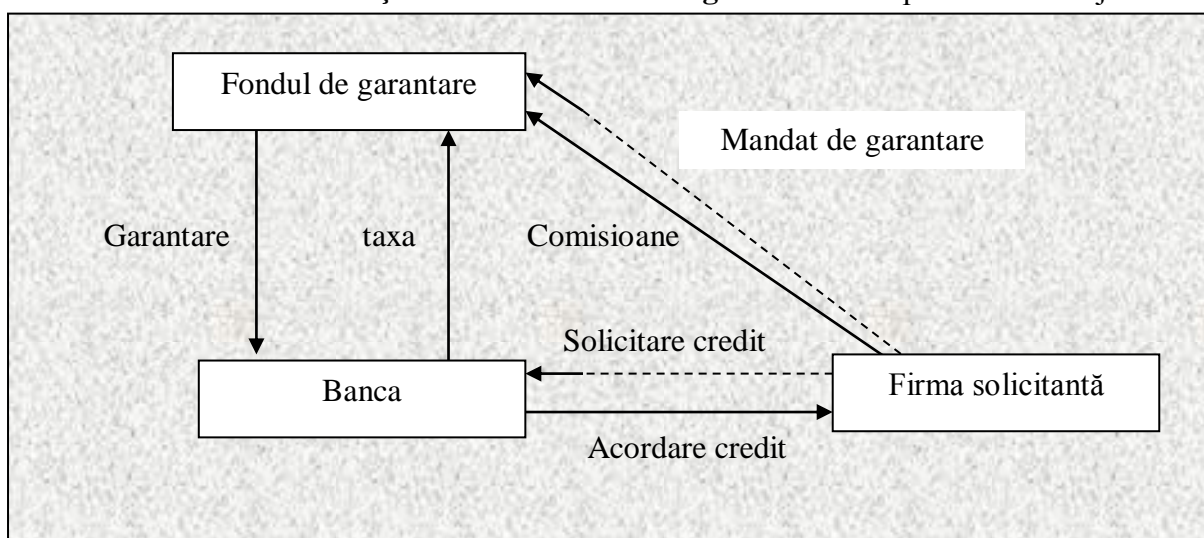 Fondul de garantare
Mandat de garantare
Garantare
taxa
Comisioane
Solicitare credit
Banca
Firma solicitantă
Acordare credit